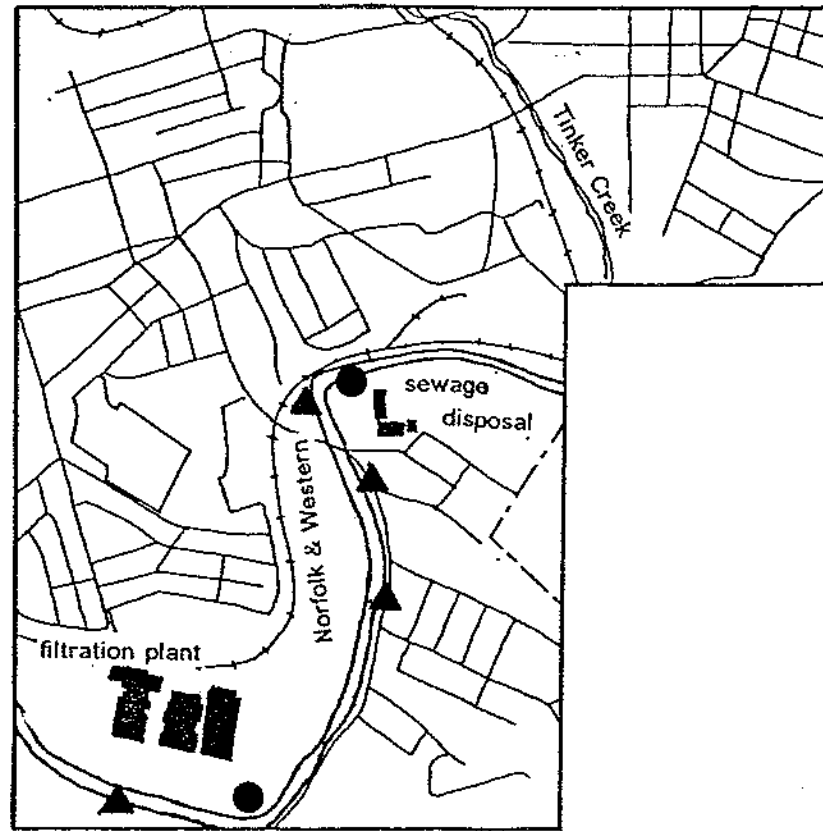 Tinker Creek
sewage
disposal
Norfolk & Western
filtration plant